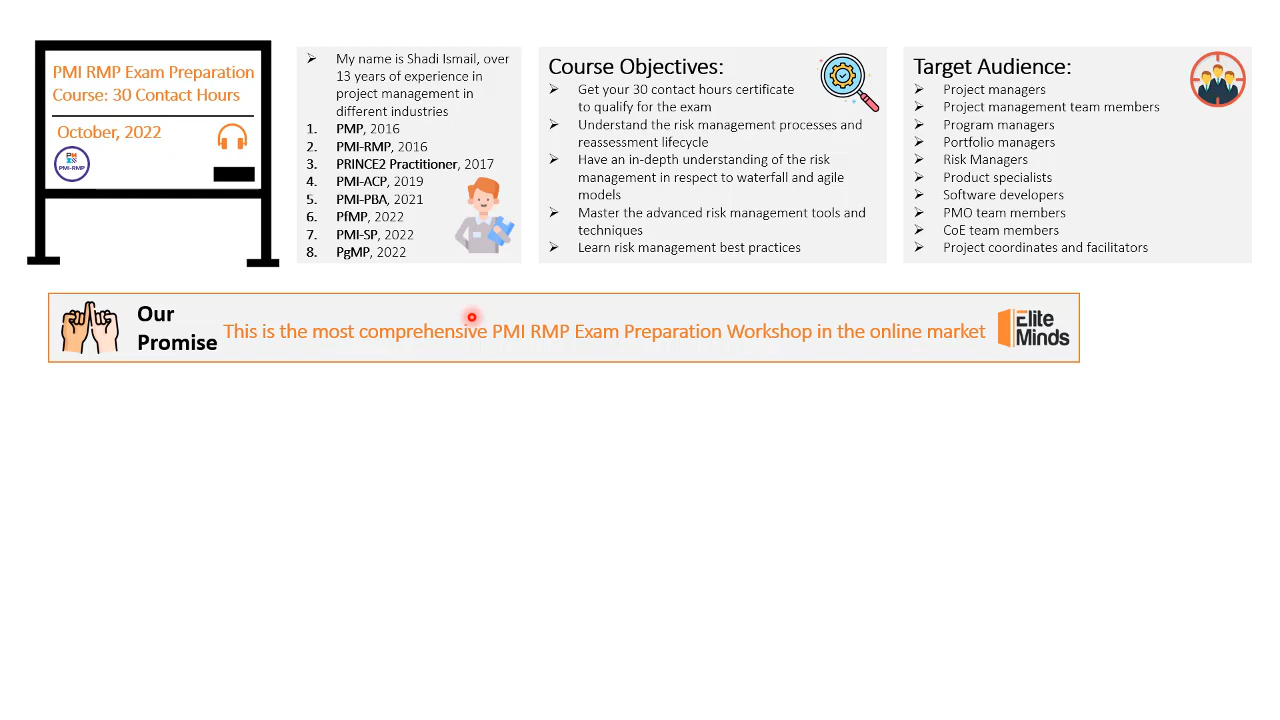 PMI RMP Exam Preparation
Course: 30 Contact Hours
October, 2022
PMI-RMP
My name is Shadi Ismail, over
13 years of experience in
project management in
different industries
1. PMP, 2016
2. PMI-RMP, 2016
3. PRINCE2 Practitioner, 2017
4. PMI-ACP, 2019
5. PMI-PBA, 2021
6. PfMP, 2022
7. PMI-SP, 2022
8. PgMP, 2022
Course Objectives:
Get your 30 contact hours certificate
to qualify for the exam
Understand the risk management processes and
reassessment lifecycle
Have an in-depth understanding of the risk
management in respect to waterfall and agile
models
Master the advanced risk management tools and
techniques
Learn risk management best practices
Target Audience:
Project managers
Project management team members
Program managers
Portfolio managers
Risk Managers
Product specialists
Software developers
PMO team members
CoE team members
Project coordinates and facilitators
Our
Promise
This is the most comprehensive PMI RMP Exam Preparation Workshop in the online market
Elite
Minds